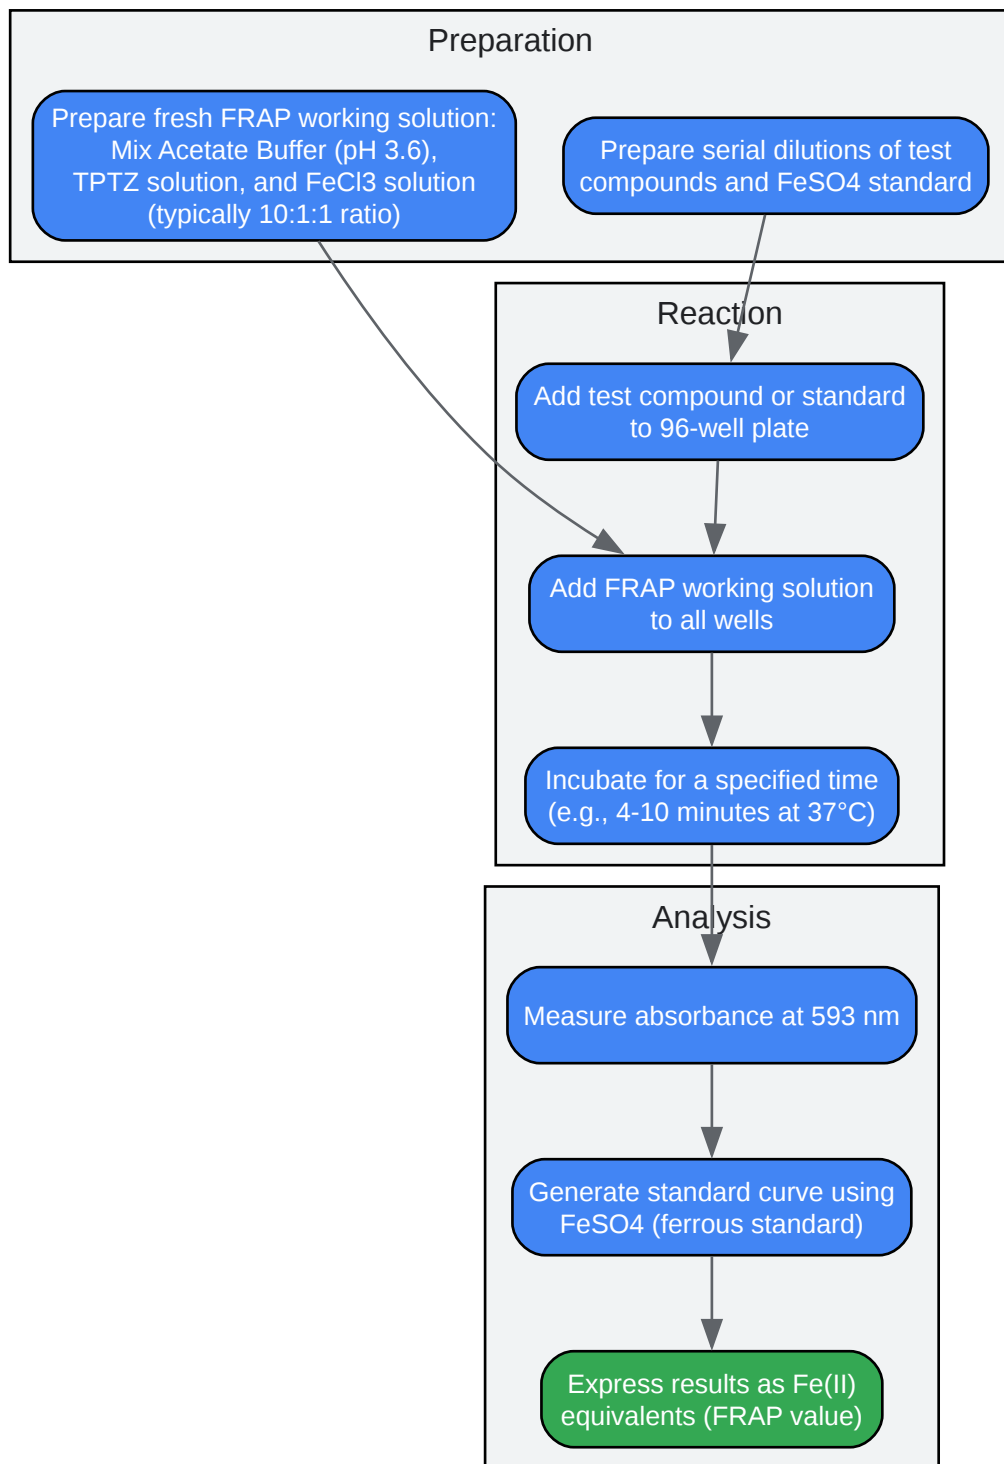 Preparation
Prepare fresh FRAP working solution:
Mix Acetate Buffer (pH 3.6),
TPTZ solution, and FeCl3 solution
(typically 10:1:1 ratio)
Prepare serial dilutions of test
compounds and FeSO4 standard
Reaction
Add test compound or standard
to 96-well plate
Add FRAP working solution
to all wells
Incubate for a specified time
(e.g., 4-10 minutes at 37°C)
Analysis
Measure absorbance at 593 nm
Generate standard curve using
FeSO4 (ferrous standard)
Express results as Fe(II)
equivalents (FRAP value)